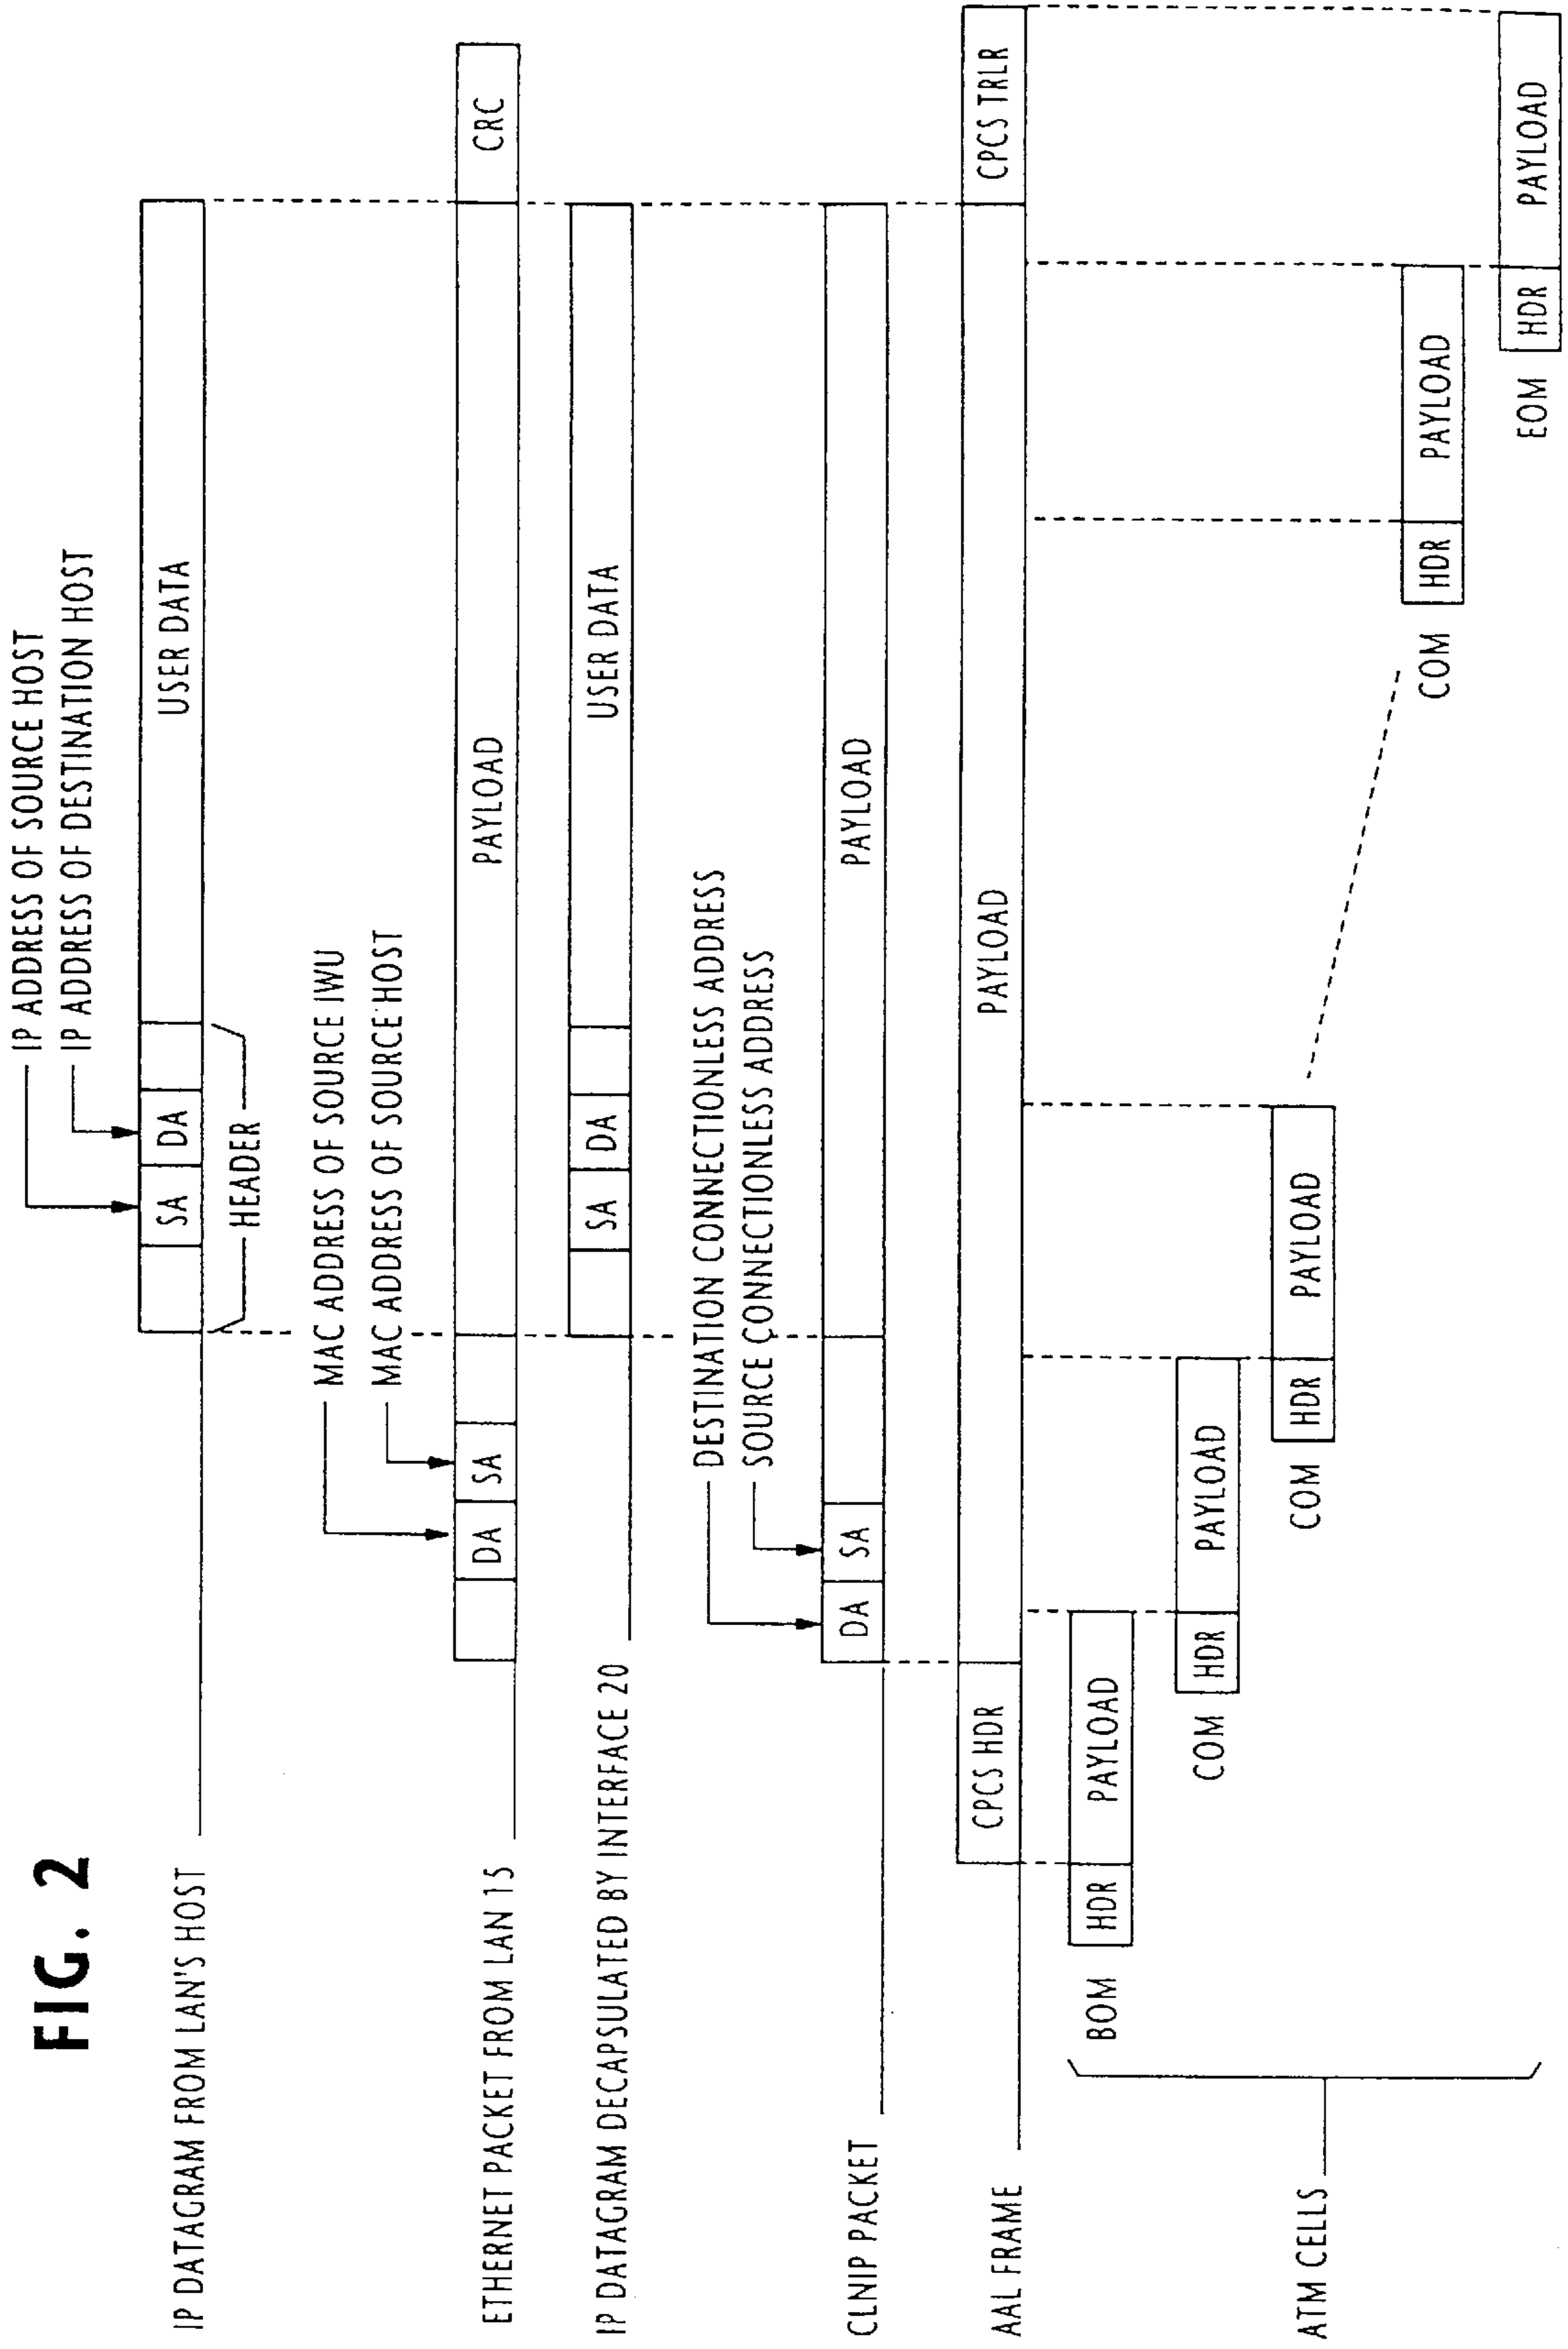 FIG. 2
IP ADDRESS OF SOURCE HOST
IP ADDRESS OF DESTINATION HOST
IP DATAGRAM FROM LAN'S HOST
SA
DA
USER DATA
HEADER
MAC ADDRESS OF SOURCE IWU
MAC ADDRESS OF SOURCE HOST
ETHERNET PACKET FROM LAN 15
DA
SA
PAYLOAD
CRC
IP DATAGRAM DECAPSULATED BY INTERFACE 20
SA
DA
USER DATA
DESTINATION CONNECTIONLESS ADDRESS
SOURCE CONNECTIONLESS ADDRESS
CLNIP PACKET
DA
SA
PAYLOAD
AAL FRAME
CPCS HDR
PAYLOAD
CPCS TRLR
ATM CELLS
BOM
HDR
PAYLOAD
COM
HDR
PAYLOAD
COM
HDR
PAYLOAD
COM
HDR
PAYLOAD
EOM
HDR
PAYLOAD